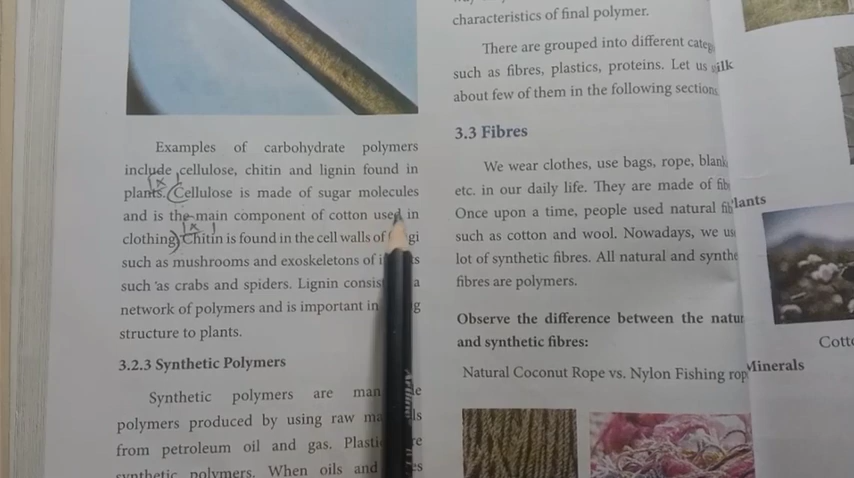 Examples of carbohydrate polymers
include cellulose, chitin and lignin found in
plants. Cellulose is made of sugar molecules
and is the main component of cotton used in
clothing. Chitin is found in the cell walls of
such as mushrooms and exoskeletons of
such as crabs and spiders. Lignin a
network of polymers and is important in
structure to plants.
3.2.3 Synthetic Polymers
Synthetic polymers are
polymers produced by using raw
from petroleum oil and gas.
synthetic polymers. When oils and
characteristics of final polymer.
There are grouped into different
such as fibres, plastics, proteins. Let us
about few of them in the following
3.3 Fibres
We wear clothes, use bags, rope,
etc. in our daily life. They are made of
Once upon a time, people used natural
such as cotton and wool. Nowadays, we
lot of synthetic fibres. All natural and
fibres are polymers.
Observe the difference between the
and synthetic fibres:
Natural Coconut Rope vs. Nylon Fishing
Minerals
Artline